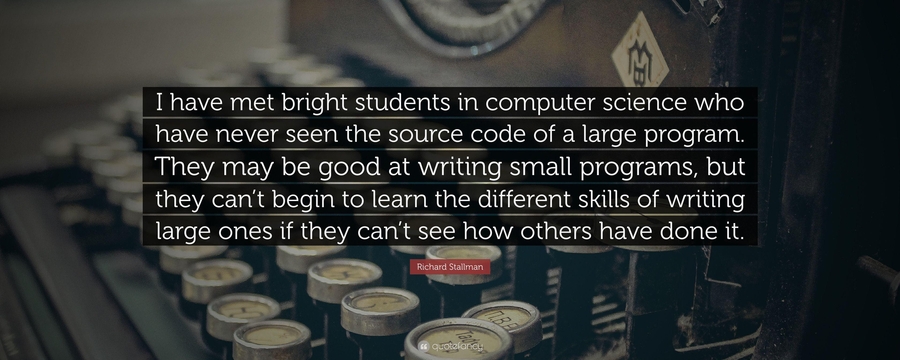 I have met bright students in computer science who
have never seen the source code of a large program.
They may be good at writing small programs, but
they can’t begin to learn the different skills of writing
large ones if they can’t see how others have done it.
Richard Stallman
quotefancy